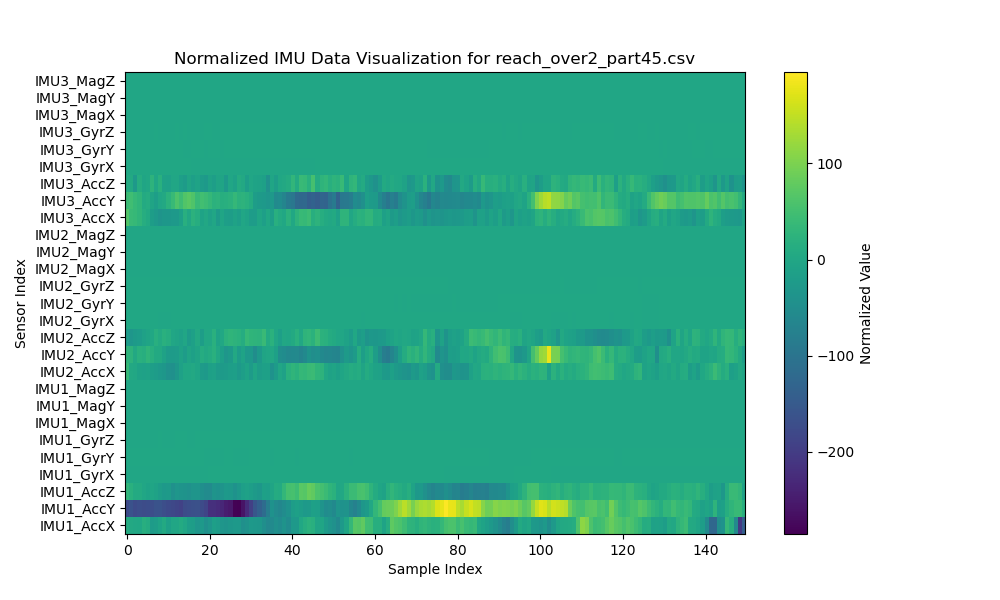 Normalized IMU Data Visualization for reach_over2_part45.csv
IMU3_MagZ
IMU3_MagY
IMU3_MagX
IMU3_GyrZ
IMU3_GyrY
IMU3_GyrX
IMU3_AccZ
IMU3_AccY
IMU3_AccX
IMU2_MagZ
IMU2_MagY
IMU2_MagX
IMU2_GyrZ
IMU2_GyrY
IMU2_GyrX
IMU2_AccZ
IMU2_AccY
IMU2_AccX
IMU1_MagZ
IMU1_MagY
IMU1_MagX
IMU1_GyrZ
IMU1_GyrY
IMU1_GyrX
IMU1_AccZ
IMU1_AccY
IMU1_AccX
Sensor Index
0 20 40 60 80 100 120 140
Sample Index
100
0
−100
−200
Normalized Value